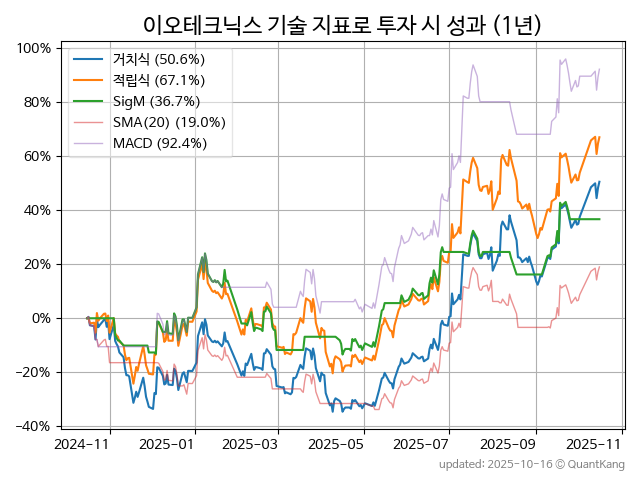 이오테크닉스 기술 지표로 투자 시 성과 (1년)
100%
80%
60%
40%
20%
0%
−20%
−40%
거치식 (50.6%)
적립식 (67.1%)
SigM (36.7%)
SMA(20) (19.0%)
MACD (92.4%)
2024-11
2025-01
2025-03
2025-05
2025-07
2025-09
2025-11
updated: 2025-10-16 © QuantKang